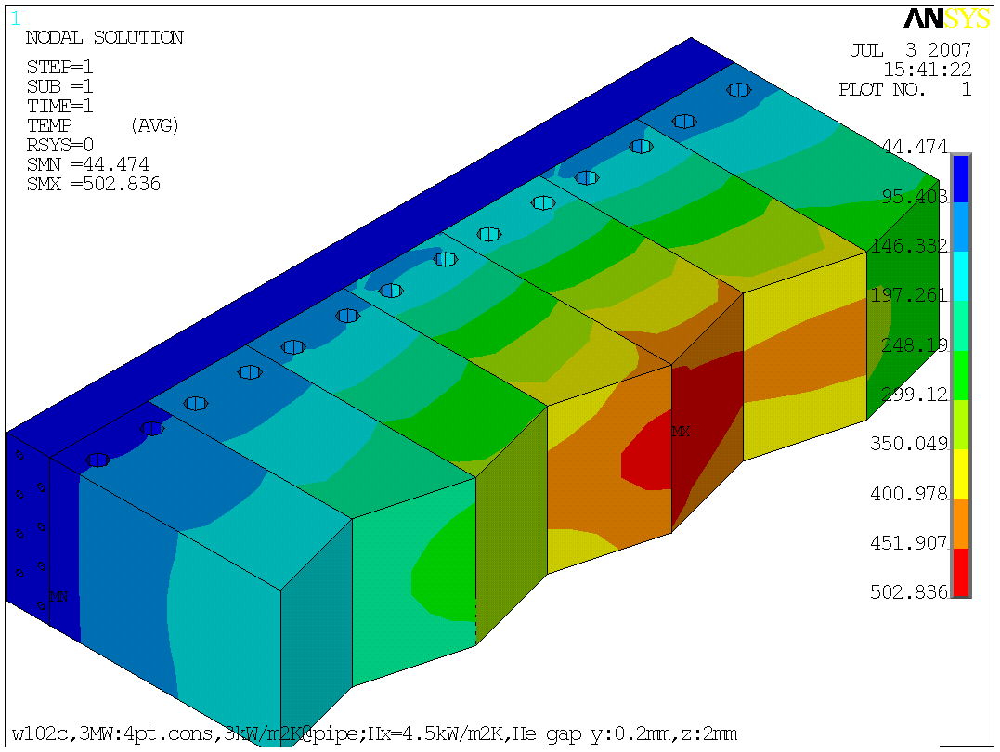 1
ANSYS
NODAL SOLUTION
STEP=1
SUB =1
TIME=1
TEMP (AVG)
RSYS=0
SMN =44.474
SMX =502.836
JUL 3 2007
15:41:22
PLOT NO. 1
44.474
95.403
146.332
197.261
248.19
299.12
350.049
400.978
451.907
502.836
MX
MN
w102c,3MW:4pt.cons,3kW/m2K@pipe;Hx=4.5kW/m2K,He gap y:0.2mm,z:2mm